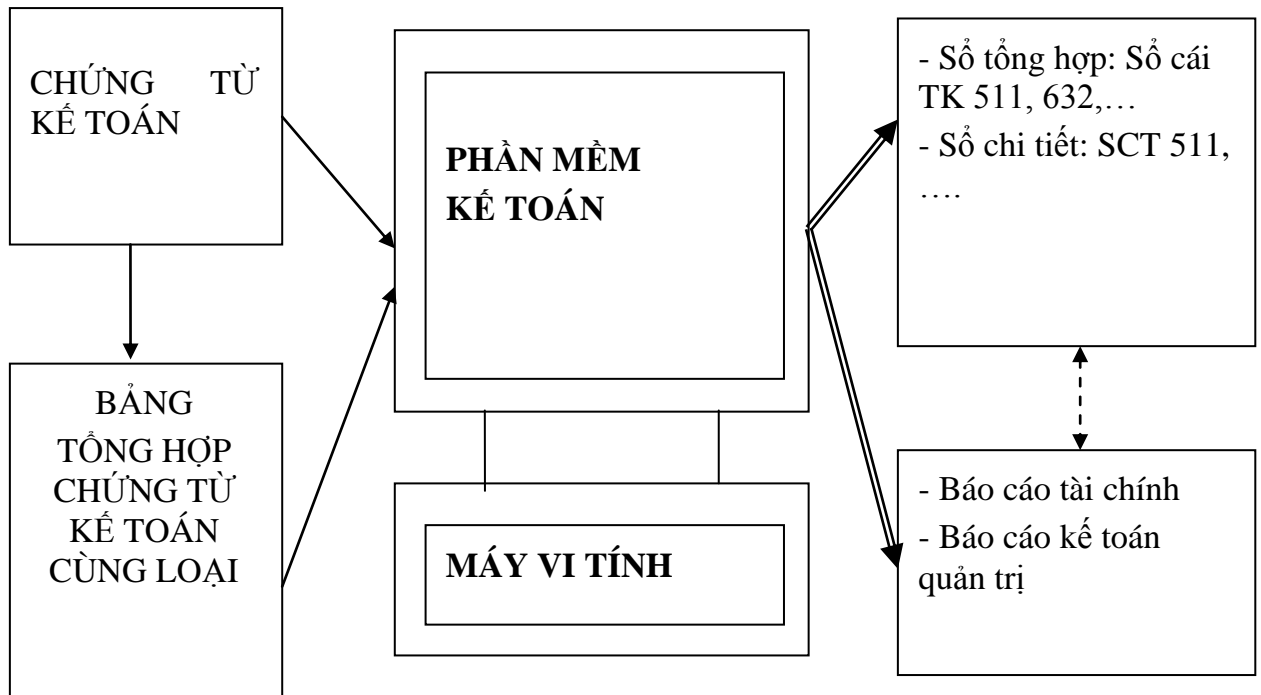 CHỨNG TỪ
KẾ TOÁN
BẢNG
TỔNG HỢP
CHỨNG TỪ
KẾ TOÁN
CÙNG LOẠI
PHẦN MỀM
KẾ TOÁN
MÁY VI TÍNH
- Sổ tổng hợp: Sổ cái
TK 511, 632,…
- Sổ chi tiết: SCT 511,
….
- Báo cáo tài chính
- Báo cáo kế toán
quản trị